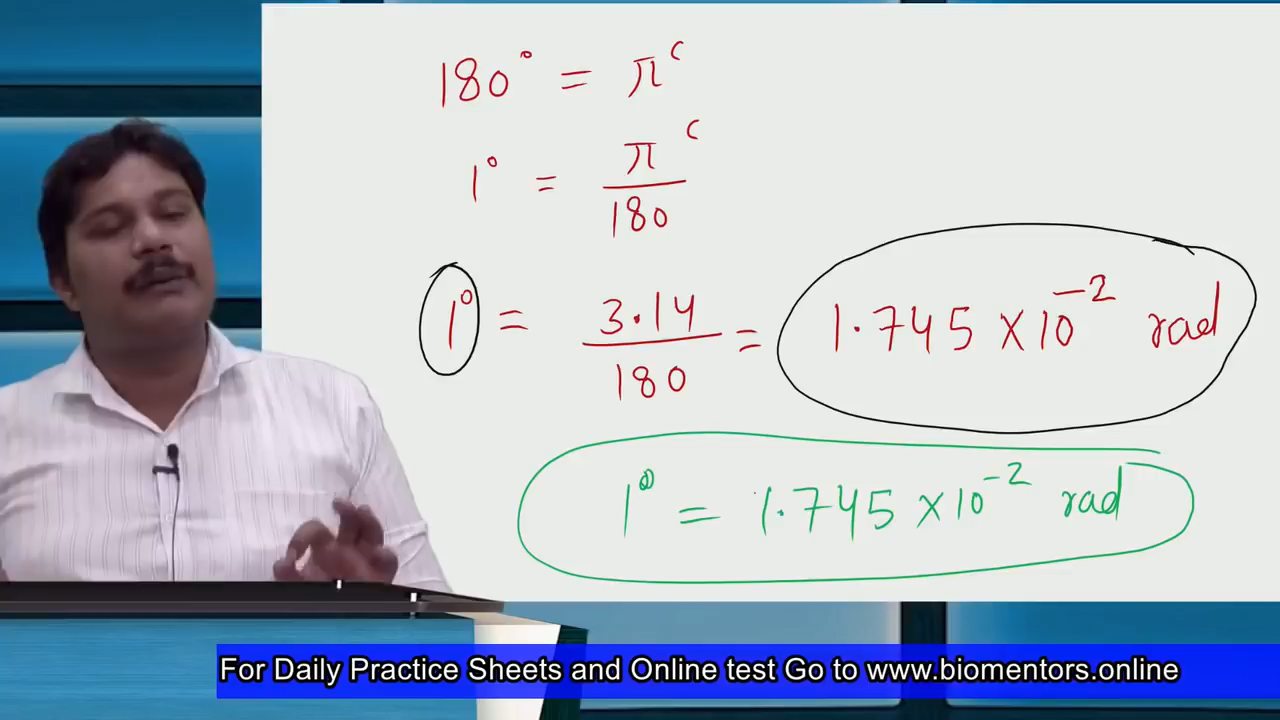 180° = π^c
1° = π^c / 180
1° = 3.14 / 180 = 1.745 × 10^-2 rad
1° = 1.745 × 10^-2 rad
For Daily Practice Sheets and Online test Go to www.biomentors.online